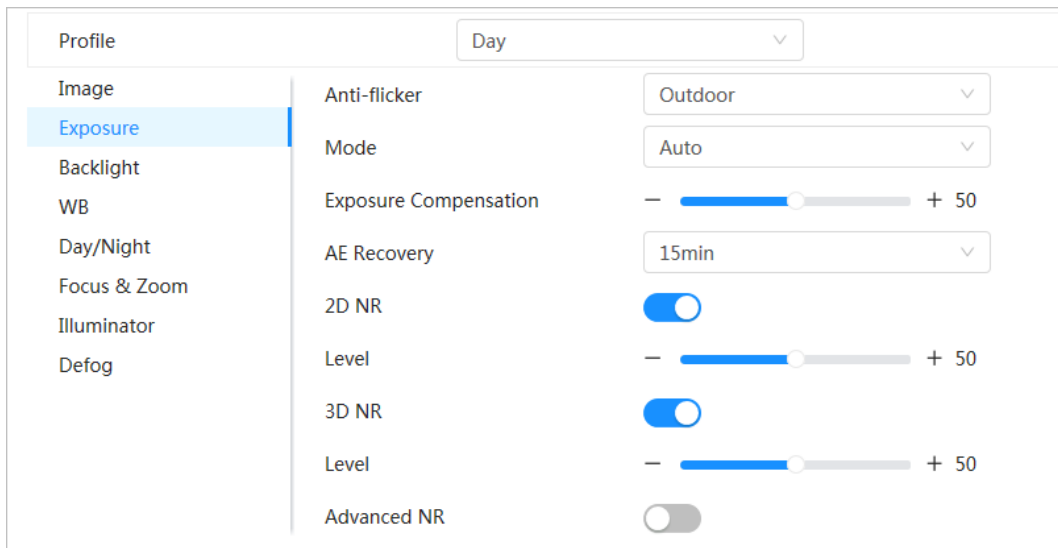 Profile Day
Image
Exposure
Backlight
WB
Day/Night
Focus & Zoom
Illuminator
Defog
Anti-flicker Outdoor
Mode Auto
Exposure Compensation − + 50
AE Recovery 15min
2D NR
Level − + 50
3D NR
Level − + 50
Advanced NR